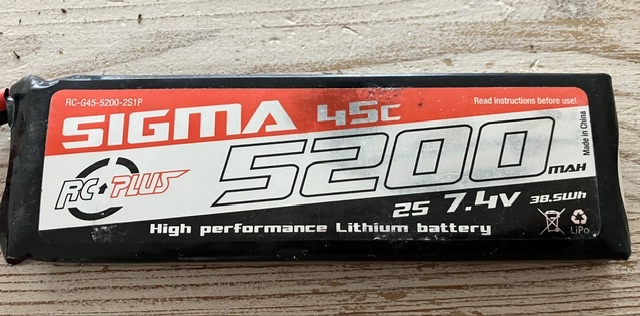 RC-G45-5200-2S1P
Read instructions before use!
SIGMA 45C
5200 MAH
RC PLUS
Made in China
2S 7.4V 38.5Wh
High performance Lithium battery
LiPo